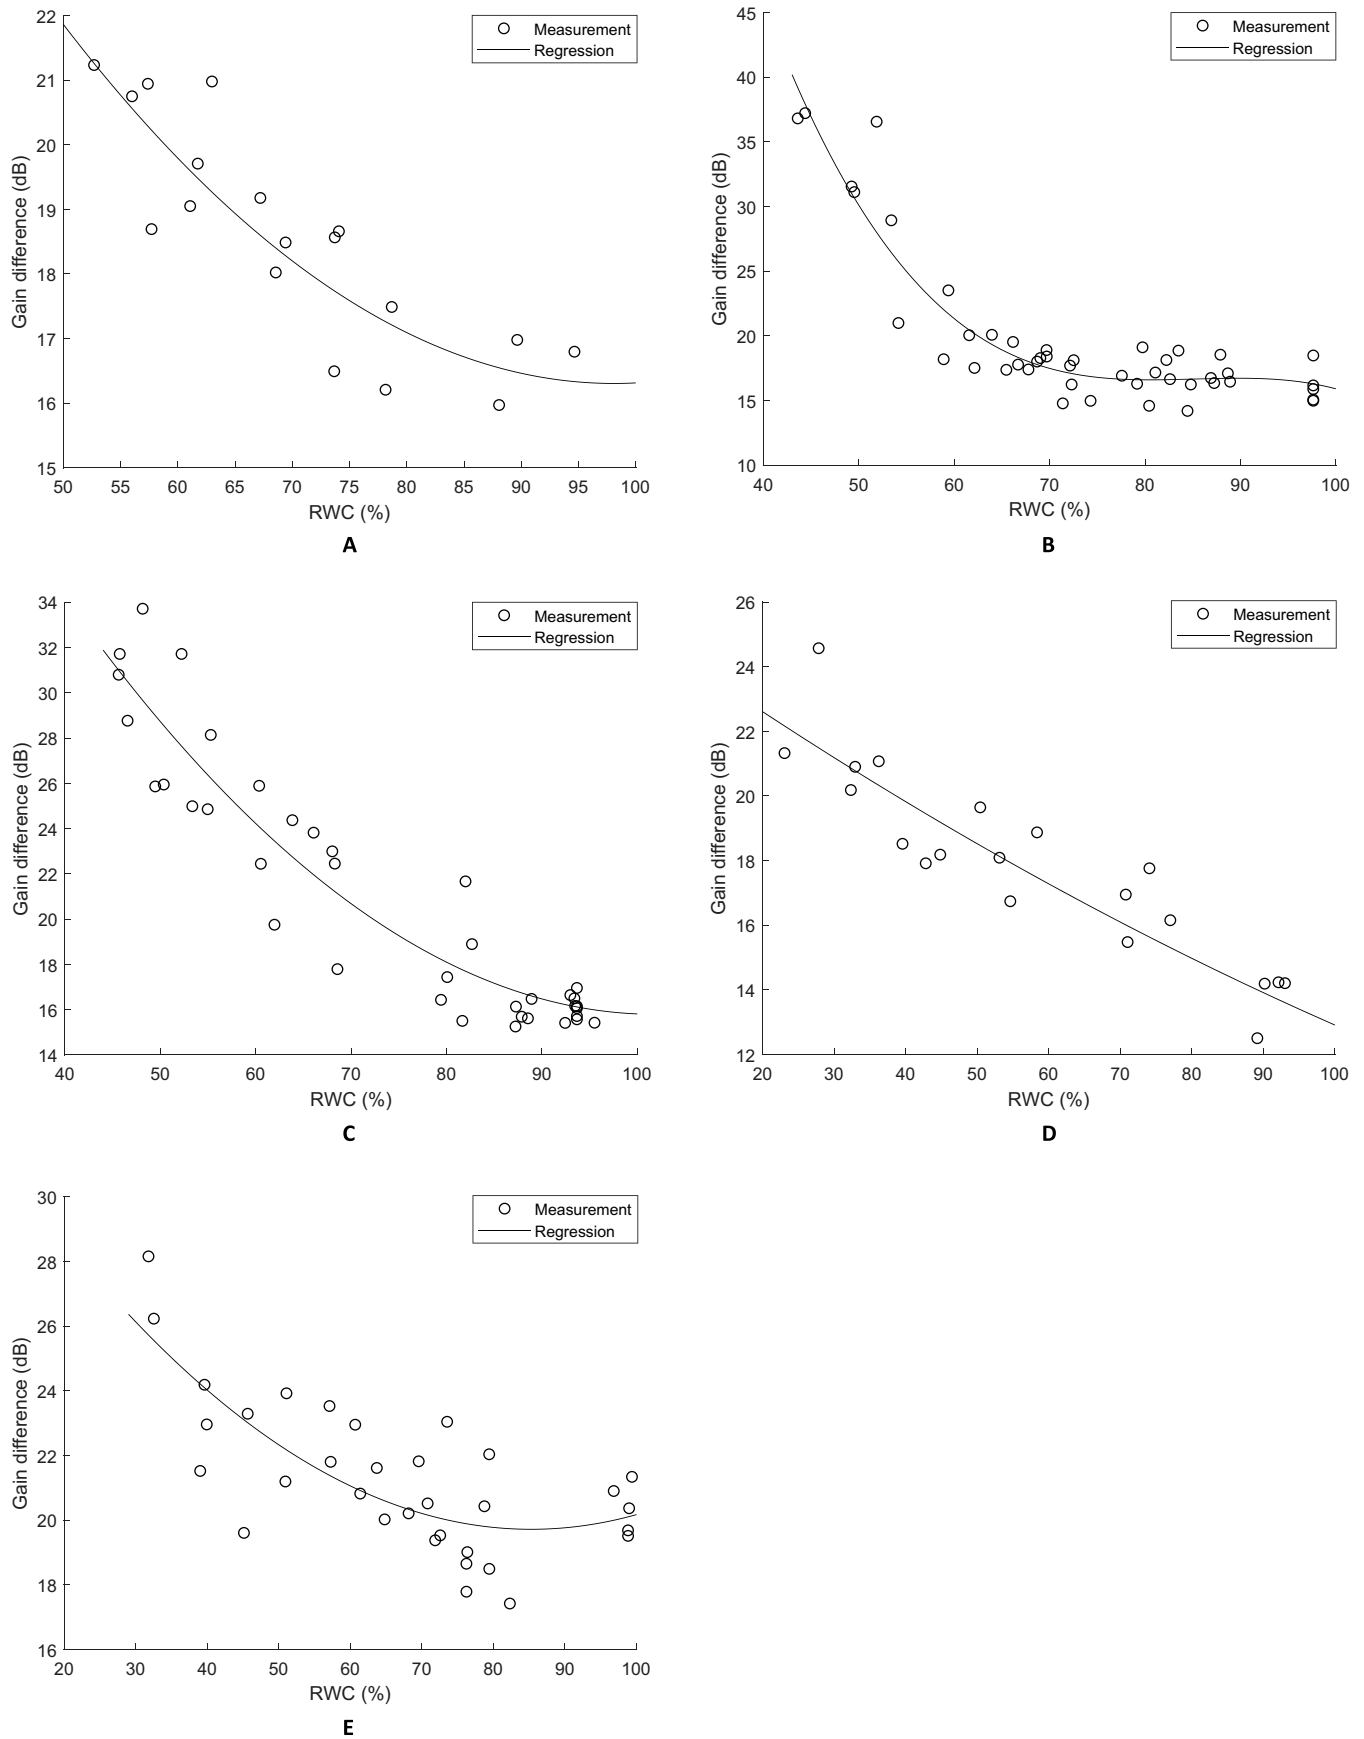 22
21
20
19
18
17
16
15
Gain difference (dB)
50 55 60 65 70 75 80 85 90 95 100
RWC (%)
Measurement
Regression
A
45
40
35
30
25
20
15
10
Gain difference (dB)
40 50 60 70 80 90 100
RWC (%)
Measurement
Regression
B
34
32
30
28
26
24
22
20
18
16
14
Gain difference (dB)
40 50 60 70 80 90 100
RWC (%)
Measurement
Regression
C
26
24
22
20
18
16
14
12
Gain difference (dB)
20 30 40 50 60 70 80 90 100
RWC (%)
Measurement
Regression
D
30
28
26
24
22
20
18
16
Gain difference (dB)
20 30 40 50 60 70 80 90 100
RWC (%)
Measurement
Regression
E